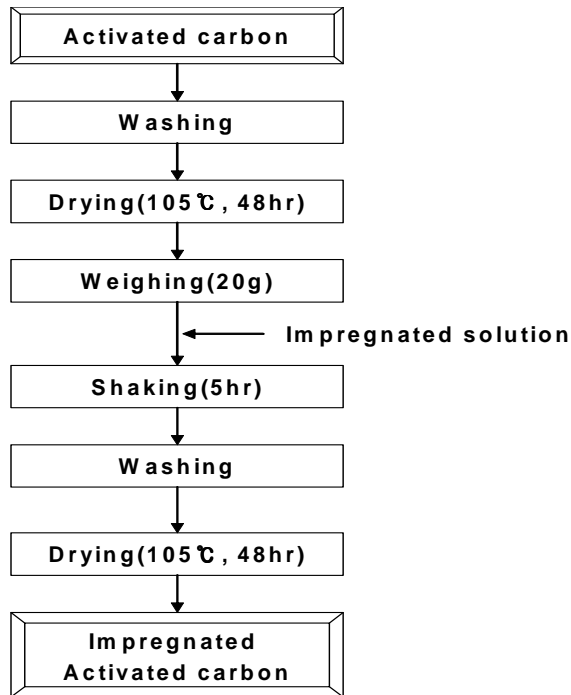 Activated carbon
Washing
Drying(105℃, 48hr)
Weighing(20g)
Impregnated solution
Shaking(5hr)
Washing
Drying(105℃, 48hr)
Impregnated
Activated carbon